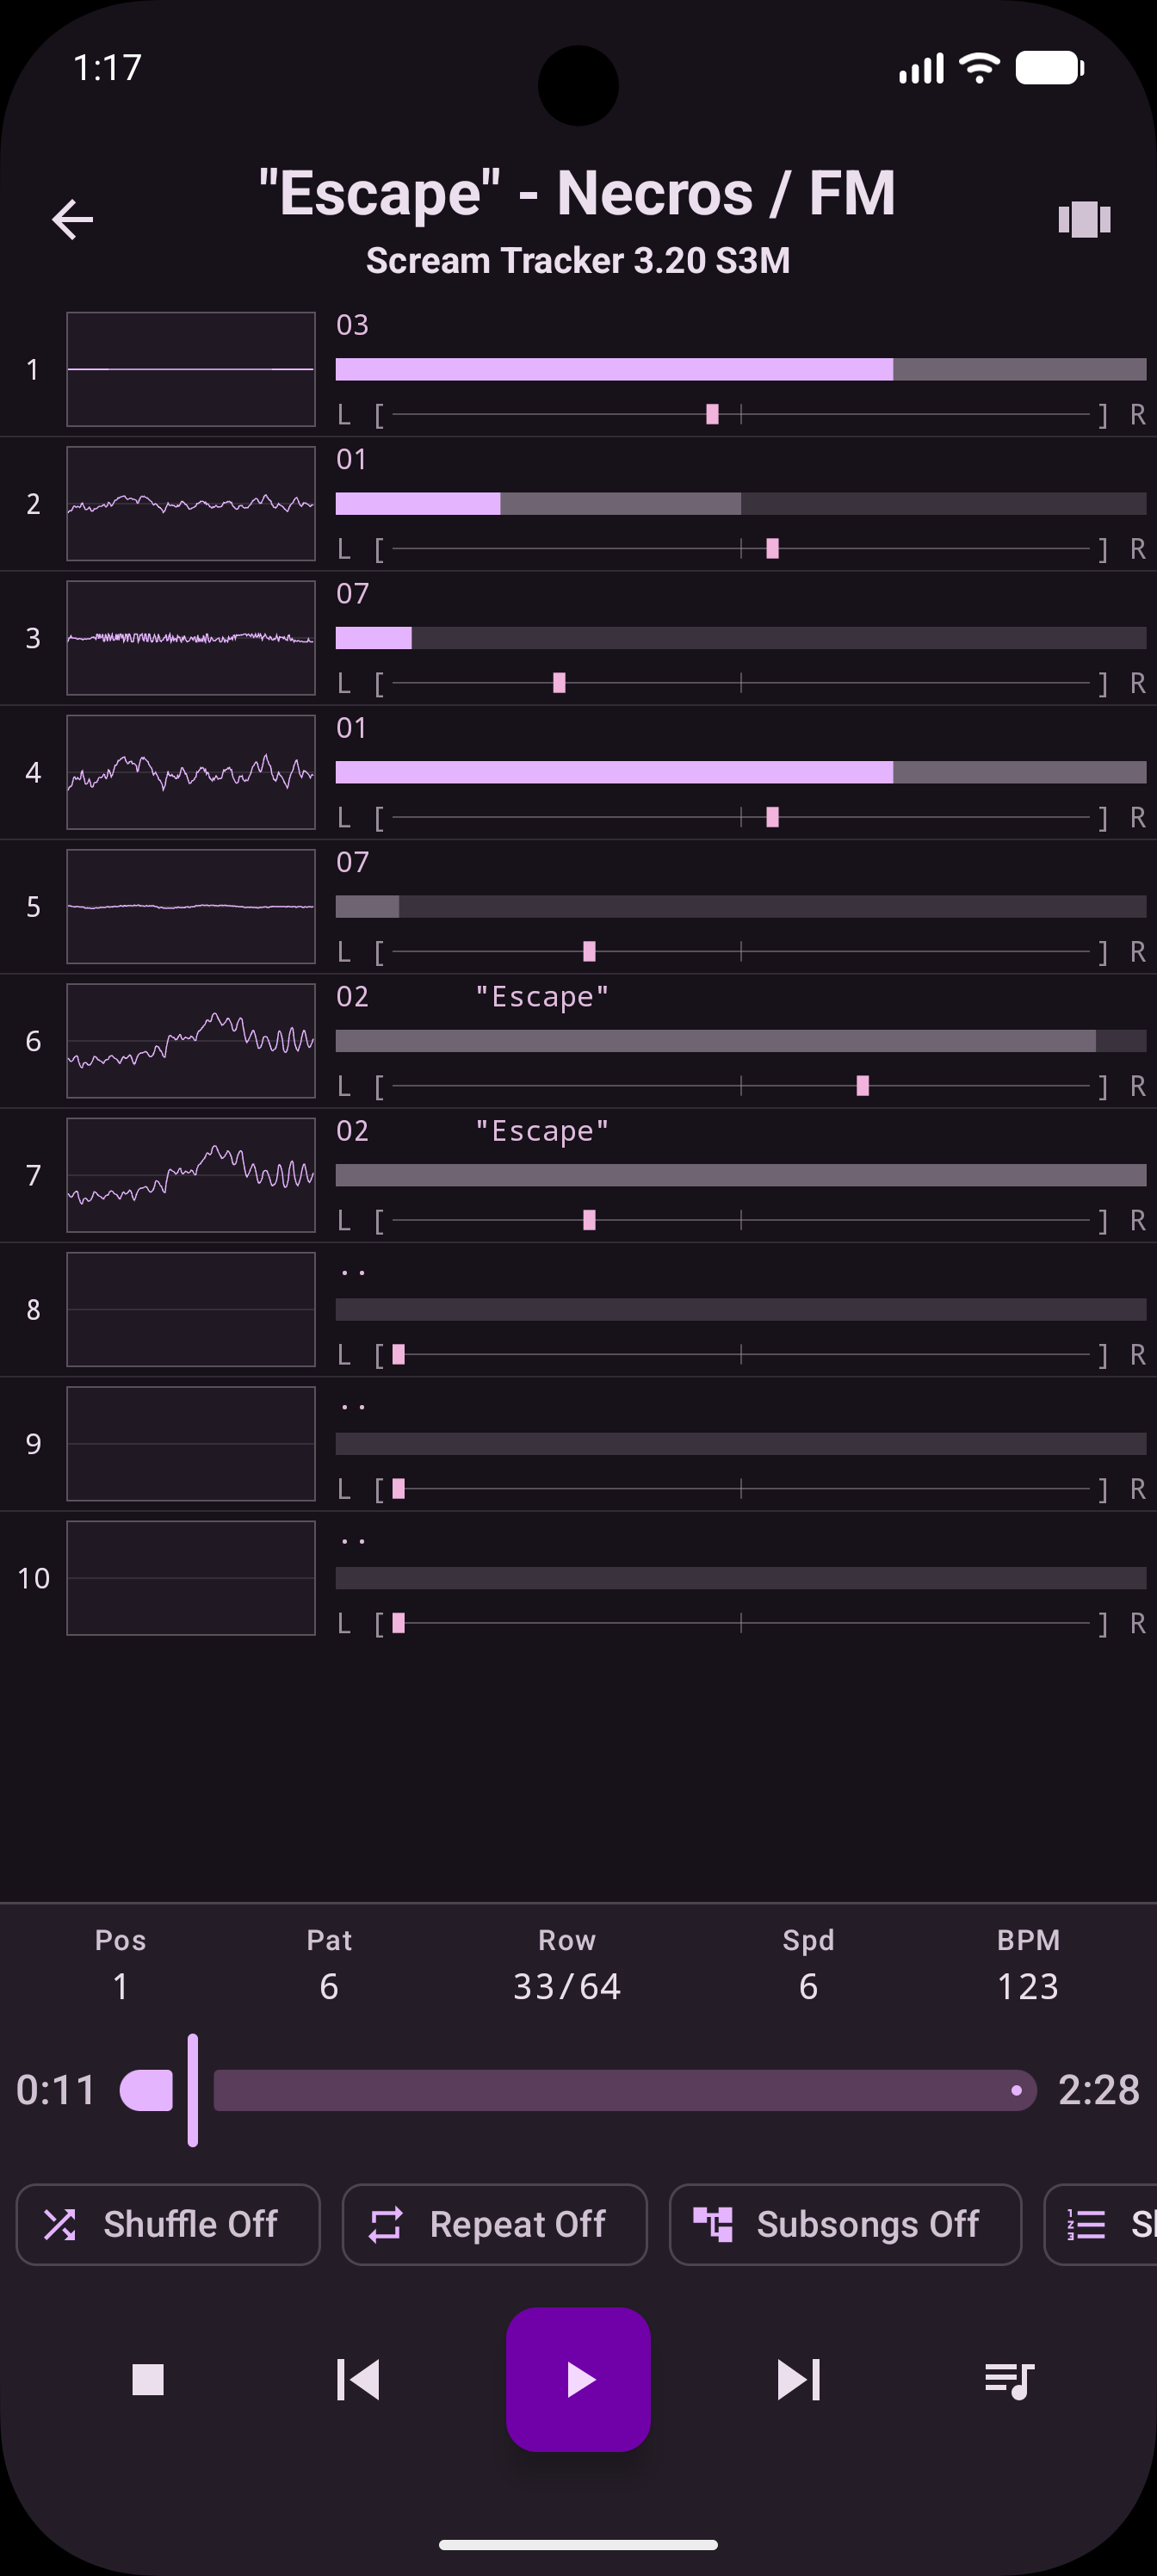 1:17
"Escape" - Necros / FM
Scream Tracker 3.20 S3M
03
1
L [ ] R
01
2
L [ ] R
07
3
L [ ] R
01
4
L [ ] R
07
5
L [ ] R
02 "Escape"
6
L [ ] R
02 "Escape"
7
L [ ] R
..
8
L [ ] R
..
9
L [ ] R
..
10
L [ ] R
Pos Pat Row Spd BPM
1 6 33/64 6 123
0:11 2:28
Shuffle Off Repeat Off Subsongs Off